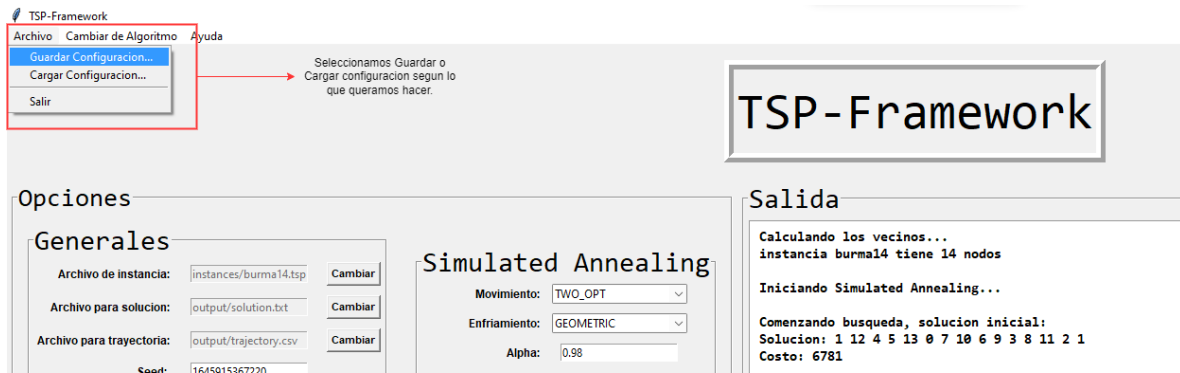 TSP-Framework
Archivo Cambiar de Algoritmo Ayuda
Guardar Configuracion...
Cargar Configuracion...
Salir
Seleccionamos Guardar o
Cargar configuracion segun lo
que queramos hacer.
TSP-Framework
Opciones
Generales
Archivo de instancia: instances/burma14.tsp Cambiar
Archivo para solucion: output/solution.txt Cambiar
Archivo para trayectoria: output/trajectory.csv Cambiar
Seed: 1645915367220
Simulated Annealing
Movimiento: TWO_OPT
Enfriamiento: GEOMETRIC
Alpha: 0.98
Salida
Calculando los vecinos...
instancia burma14 tiene 14 nodos
Iniciando Simulated Annealing...
Comenzando busqueda, solucion inicial:
Solucion: 1 12 4 5 13 0 7 10 6 9 3 8 11 2 1
Costo: 6781